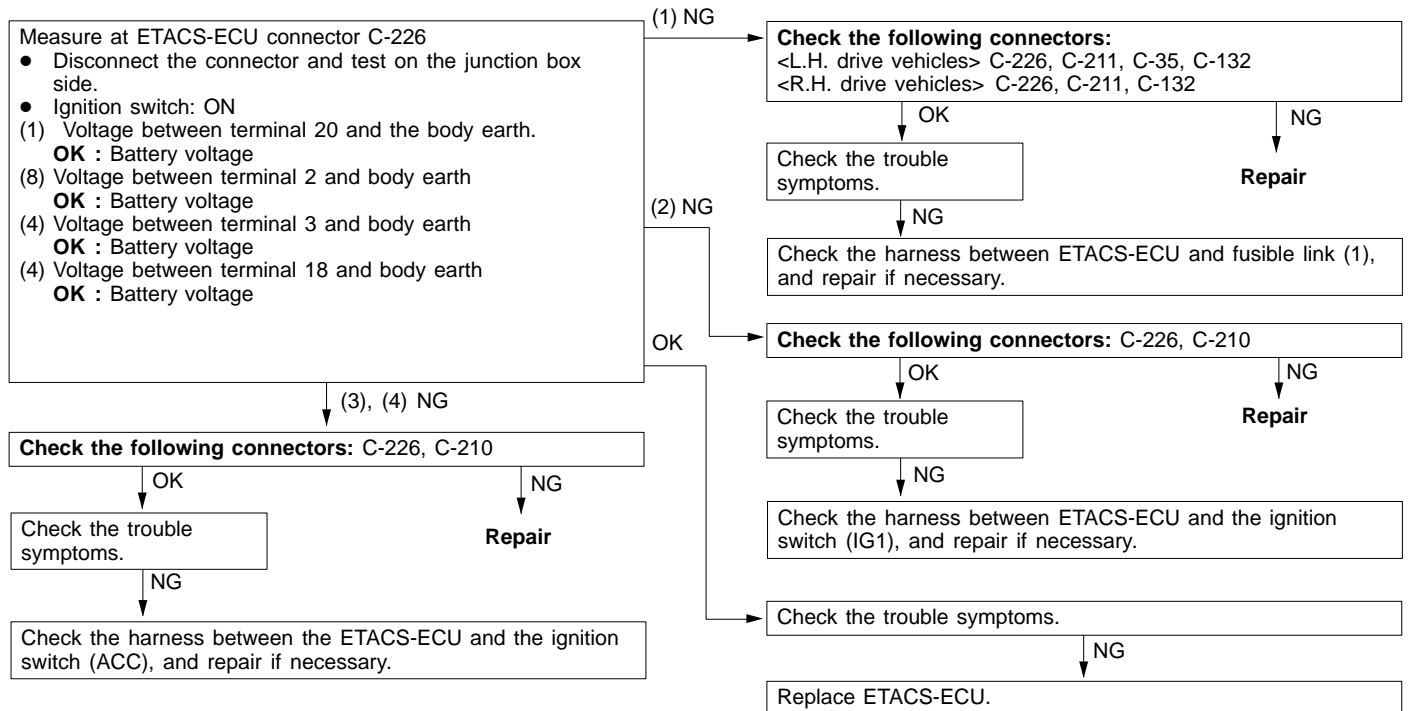 Measure at ETACS-ECU connector C-226
● Disconnect the connector and test on the junction box
side.
● Ignition switch: ON
(1) Voltage between terminal 20 and the body earth.
OK : Battery voltage
(8) Voltage between terminal 2 and body earth
OK : Battery voltage
(4) Voltage between terminal 3 and body earth
OK : Battery voltage
(4) Voltage between terminal 18 and body earth
OK : Battery voltage
(1) NG
Check the following connectors:
<L.H. drive vehicles> C-226, C-211, C-35, C-132
<R.H. drive vehicles> C-226, C-211, C-132
OK
NG
Check the trouble
symptoms.
Repair
NG
Check the harness between ETACS-ECU and fusible link (1),
and repair if necessary.
(2) NG
Check the following connectors: C-226, C-210
OK
NG
Check the trouble
symptoms.
Repair
NG
Check the harness between ETACS-ECU and the ignition
switch (IG1), and repair if necessary.
OK
Check the trouble symptoms.
NG
Replace ETACS-ECU.
(3), (4) NG
Check the following connectors: C-226, C-210
OK
NG
Check the trouble
symptoms.
Repair
NG
Check the harness between the ETACS-ECU and the ignition
switch (ACC), and repair if necessary.